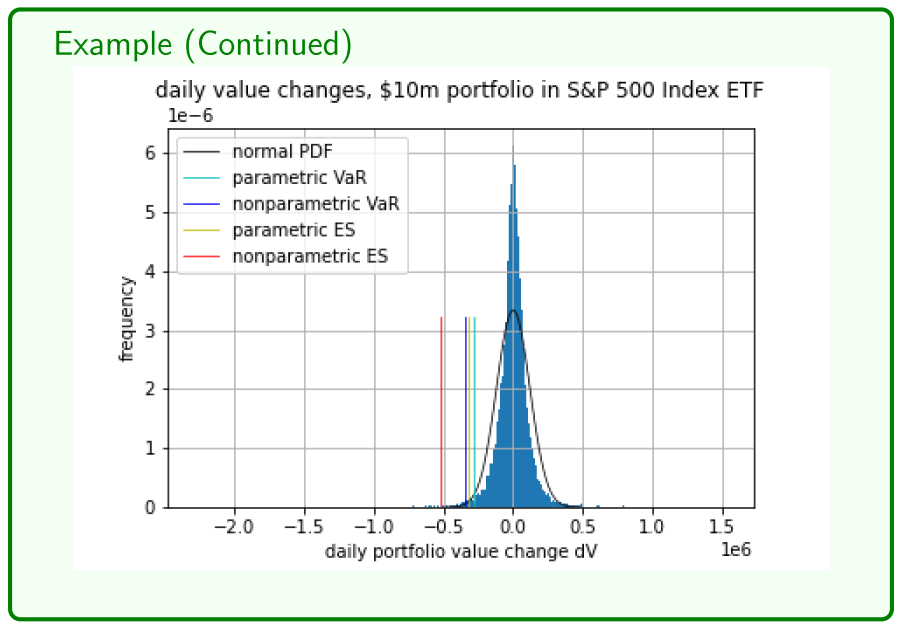 Example (Continued)
daily value changes, $10m portfolio in S&P 500 Index ETF
1e−6
normal PDF
parametric VaR
nonparametric VaR
parametric ES
nonparametric ES
6
5
4
3
2
1
0
frequency
−2.0 −1.5 −1.0 −0.5 0.0 0.5 1.0 1.5
daily portfolio value change dV
1e6